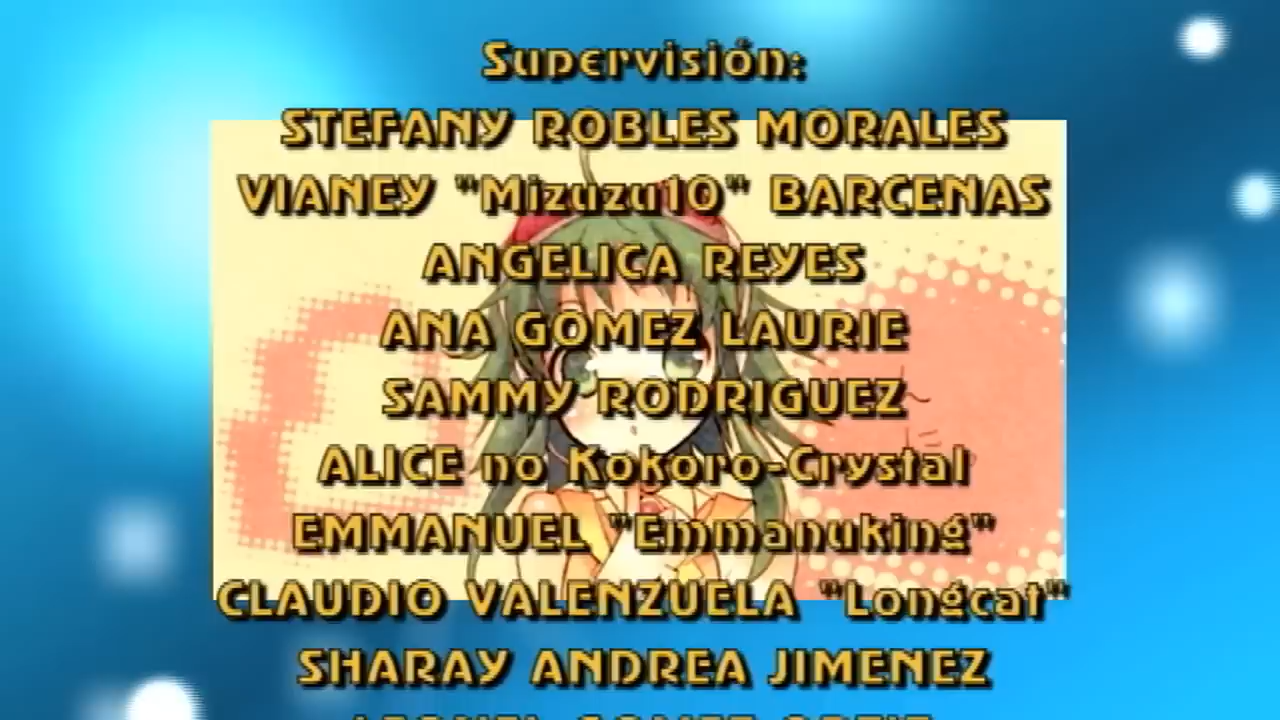 Supervisión:
STEFANY ROBLES MORALES
VIANEY "Mizuzu10" BARCENAS
ANGELICA REYES
ANA GOMEZ LAURIE
SAMMY RODRIGUEZ
ALICE no Kokoro-Crystal
EMMANUEL "Emmanuking"
CLAUDIO VALENZUELA "Longcat"
SHARAY ANDREA JIMENEZ